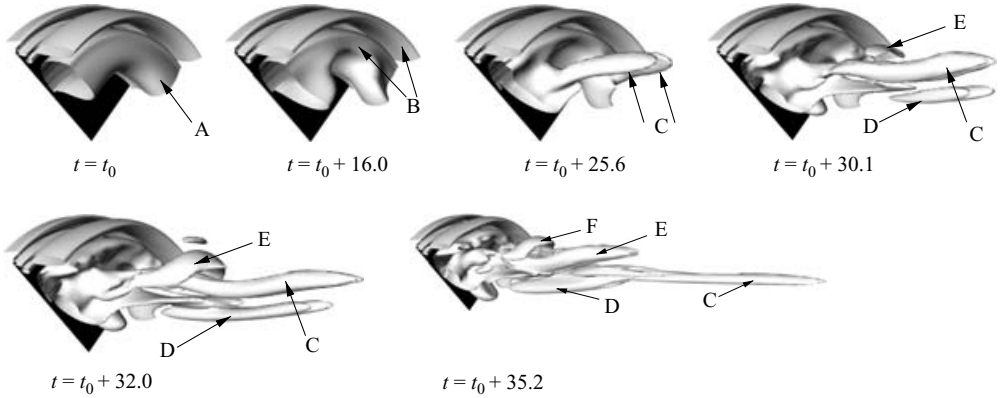 A
t = t0
B
t = t0 + 16.0
C
t = t0 + 25.6
E
D
C
t = t0 + 30.1
E
D
C
t = t0 + 32.0
F
E
D
C
t = t0 + 35.2